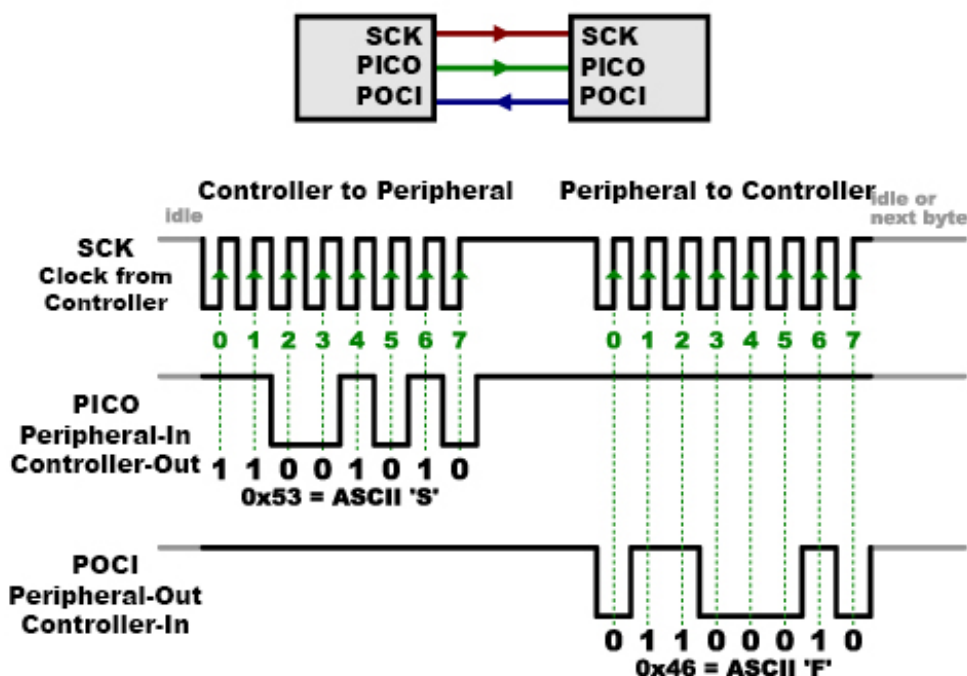 SCK SCK
PICO PICO
POCI POCI
Controller to Peripheral Peripheral to Controller
idle idle or
next byte
SCK
Clock from
Controller
0 1 2 3 4 5 6 7 0 1 2 3 4 5 6 7
PICO
Peripheral-In
Controller-Out
1 1 0 0 1 0 1 0
0x53 = ASCII 'S'
POCI
Peripheral-Out
Controller-In
0 1 1 0 0 0 1 0
0x46 = ASCII 'F'